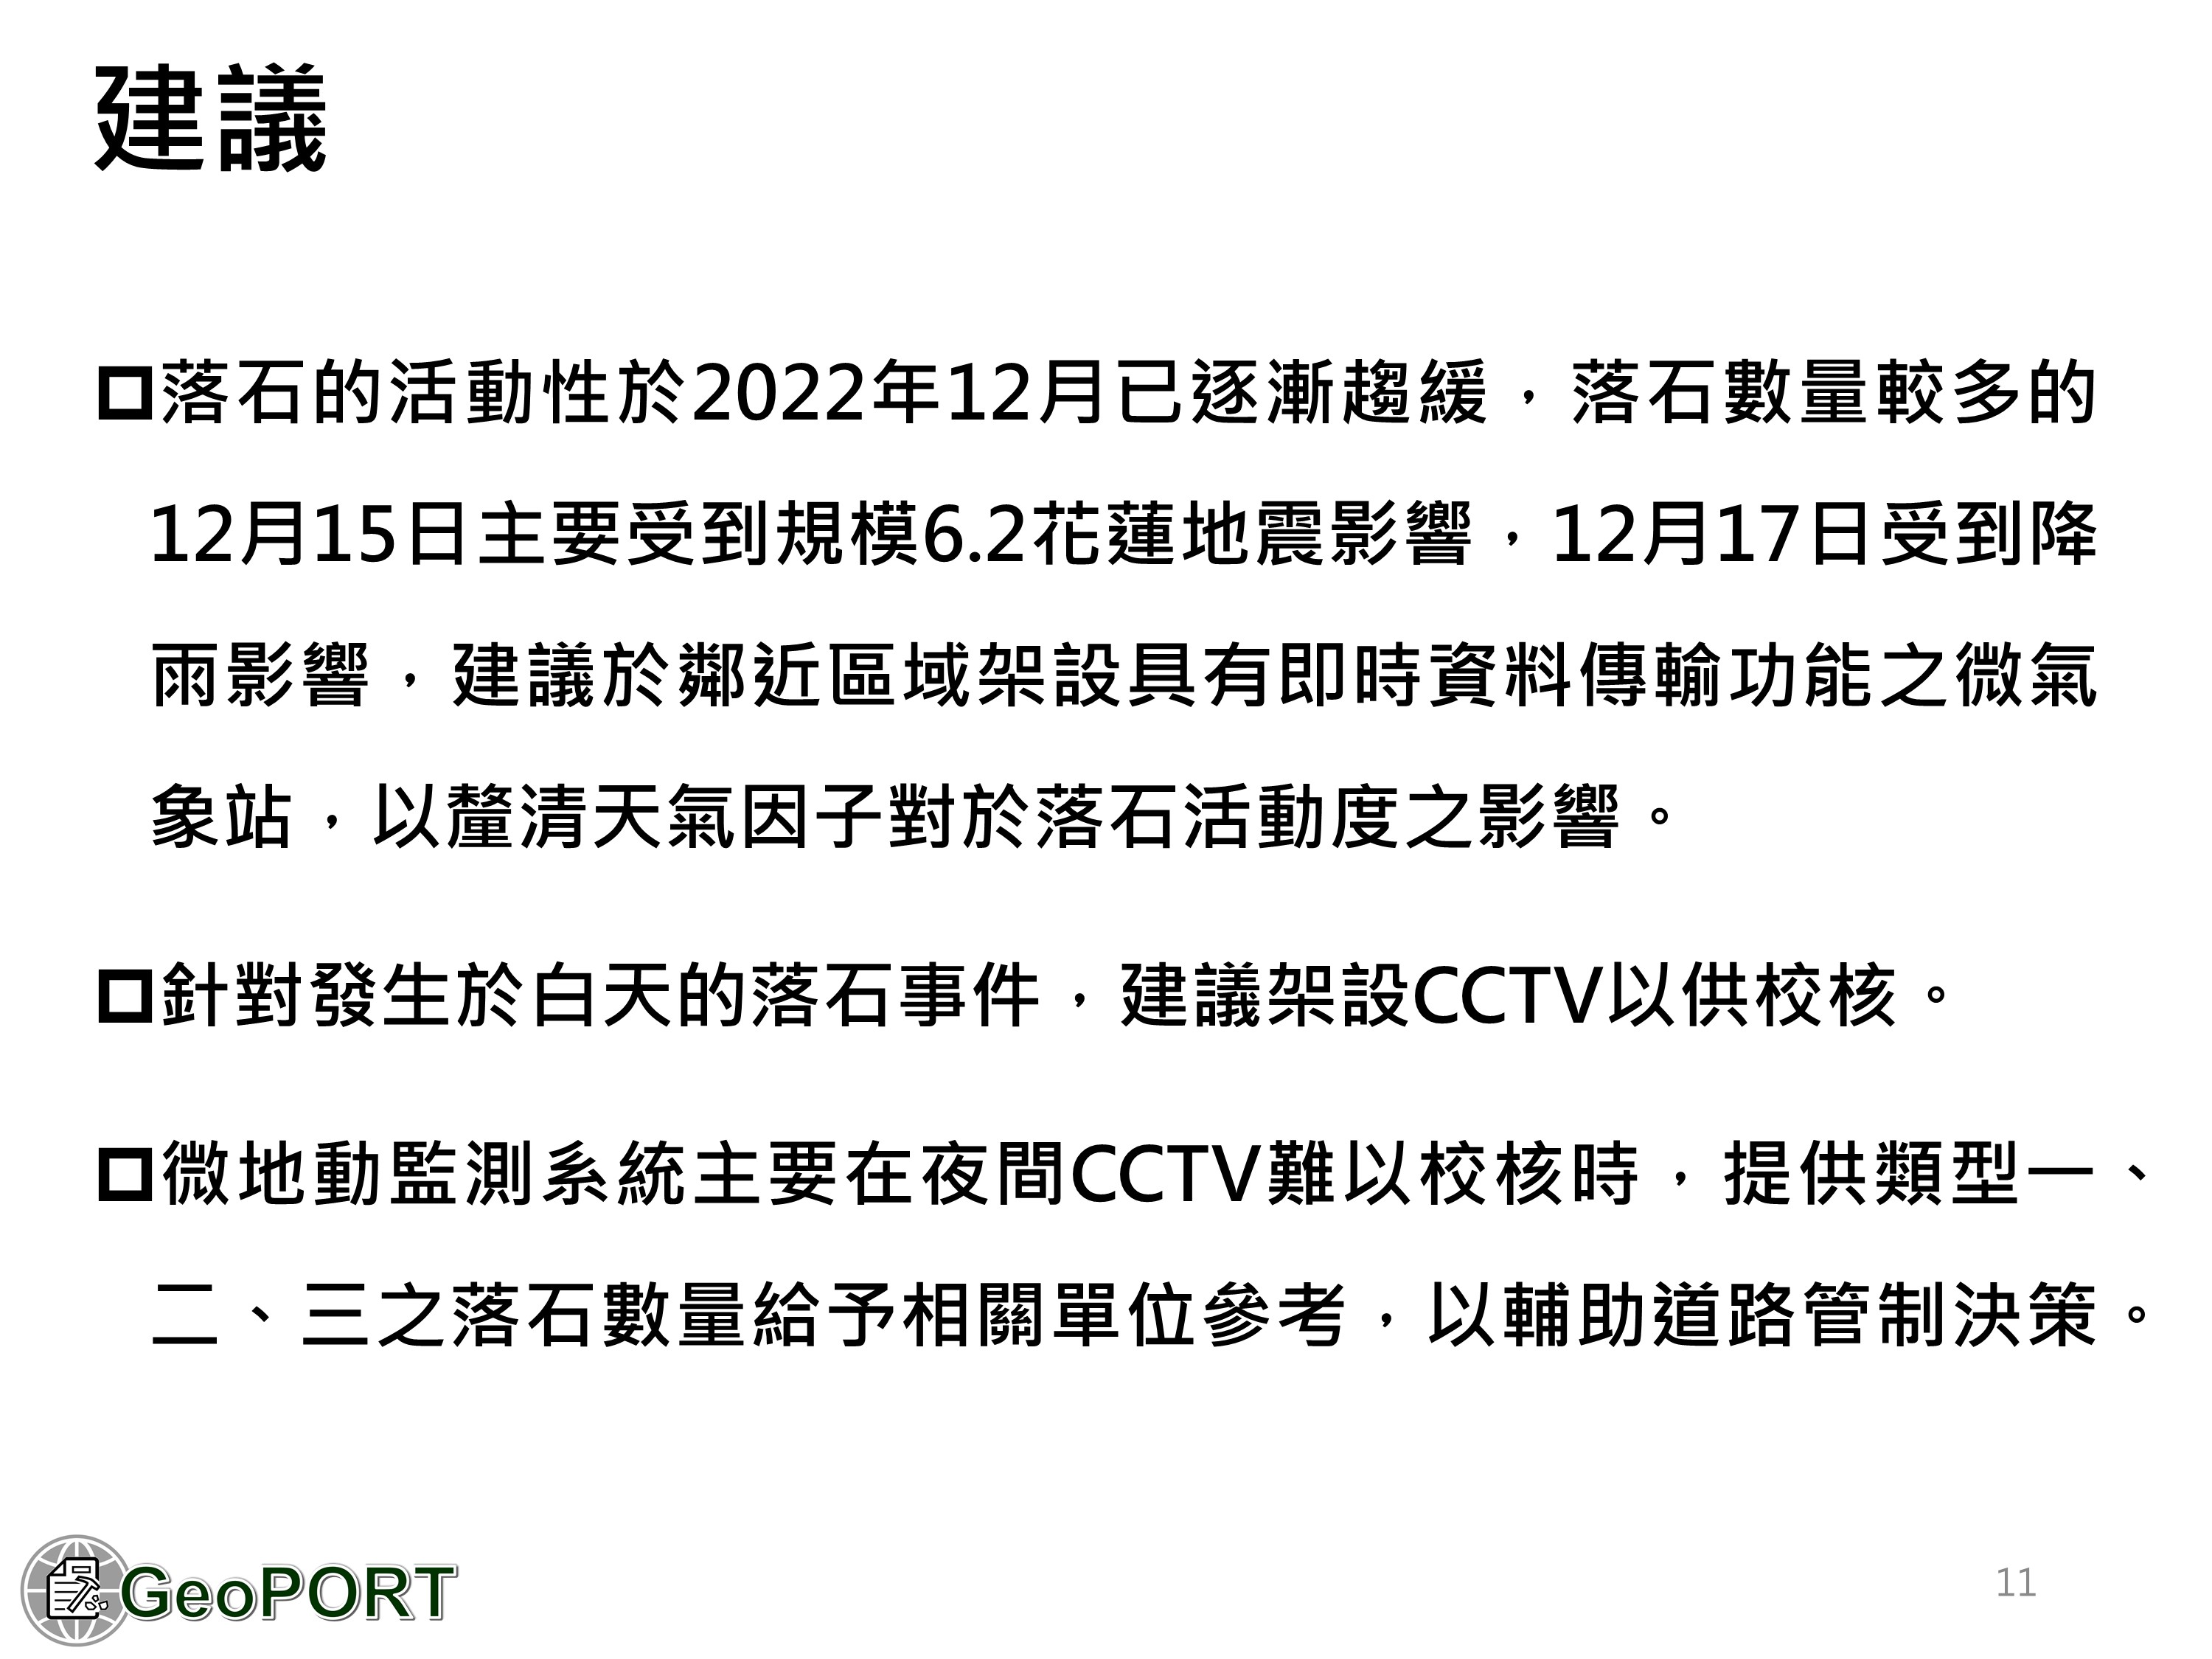 建議
落石的活動性於2022年12月已逐漸趨緩，落石數量較多的
12月15日主要受到規模6.2花蓮地震影響，12月17日受到降
雨影響，建議於鄰近區域架設具有即時資料傳輸功能之微氣
象站，以釐清天氣因子對於落石活動度之影響。
針對發生於白天的落石事件，建議架設CCTV以供校核。
微地動監測系統主要在夜間CCTV難以校核時，提供類型一、
二、三之落石數量給予相關單位參考，以輔助道路管制決策。
GeoPORT
11